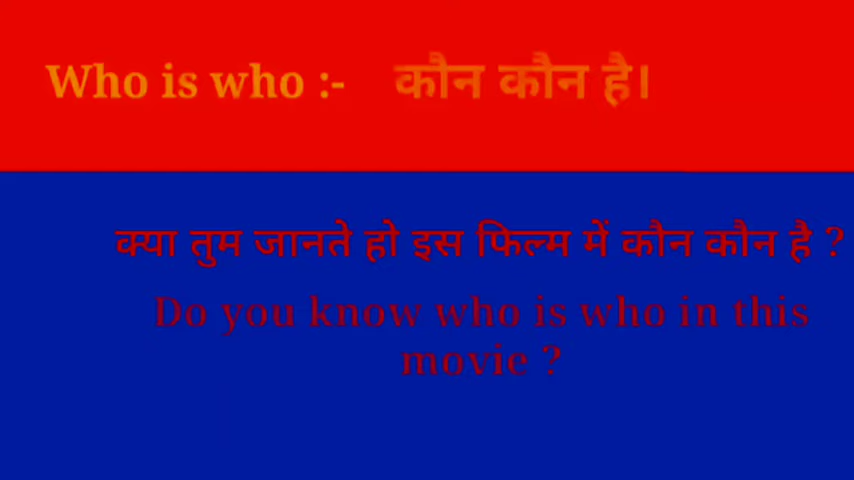 Who is who :- कौन कौन है।
क्या तुम जानते हो इस फिल्म में कौन कौन है ?
Do you know who is who in this
movie ?